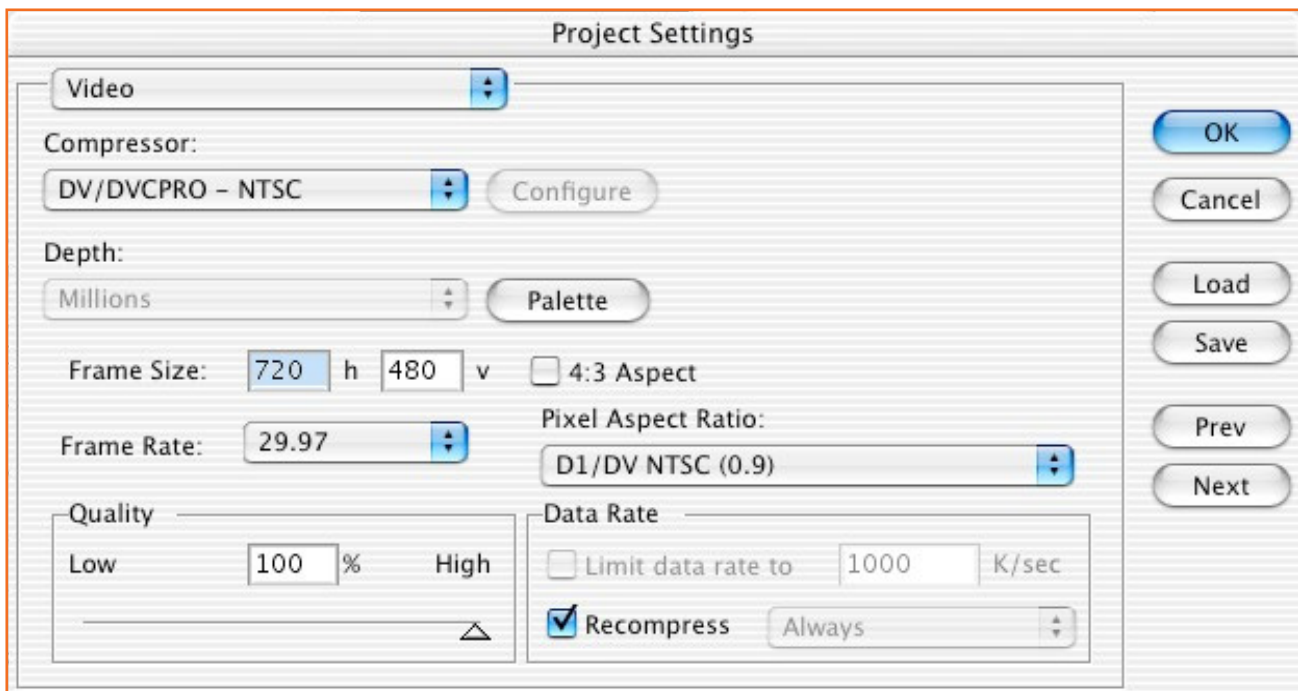 Project Settings
Video
Compressor:
DV/DVCPRO – NTSC
Configure
Depth:
Millions
Palette
Frame Size: 720 h 480 v 4:3 Aspect
Frame Rate: 29.97
Pixel Aspect Ratio:
D1/DV NTSC (0.9)
Quality
Low 100 % High
Data Rate
Limit data rate to 1000 K/sec
Recompress Always
OK
Cancel
Load
Save
Prev
Next